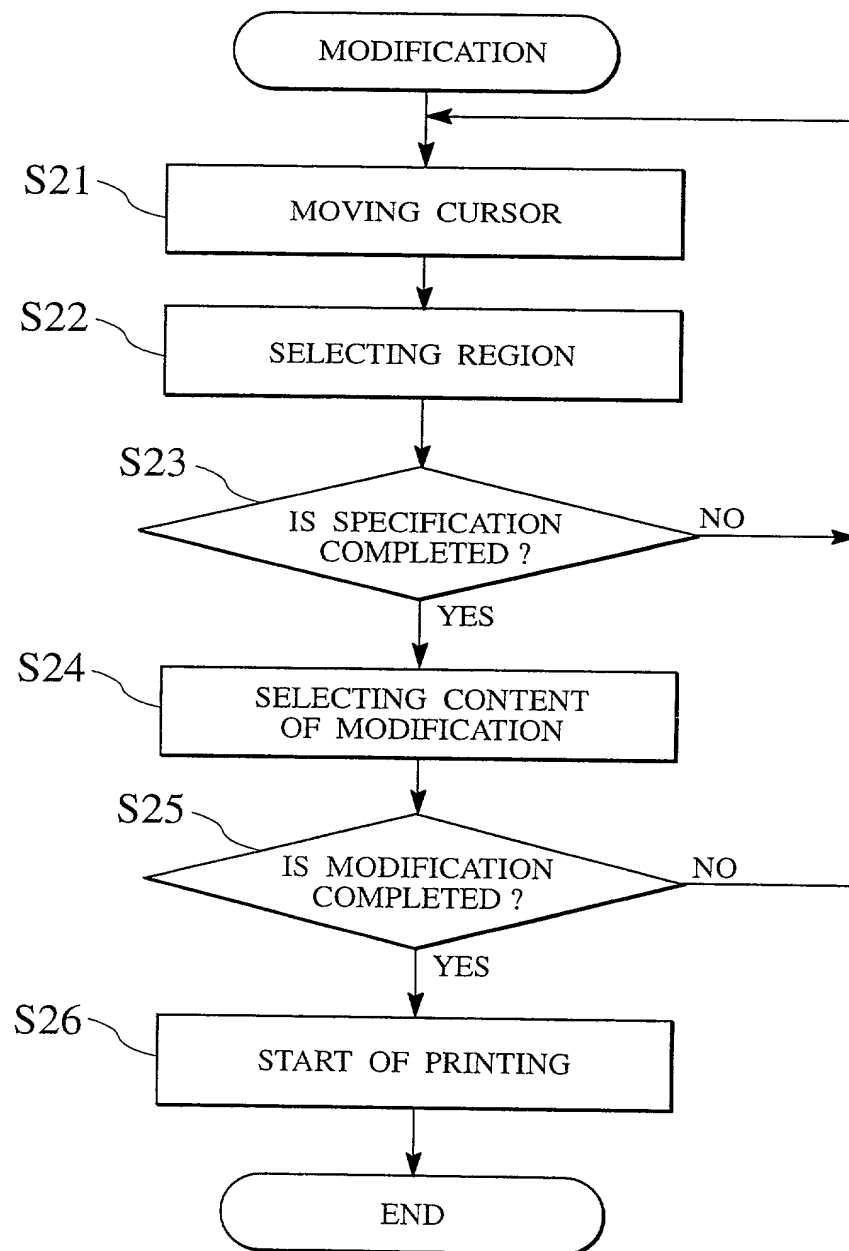 MODIFICATION
S21
MOVING CURSOR
S22
SELECTING REGION
S23
IS SPECIFICATION
COMPLETED ?
NO
YES
S24
SELECTING CONTENT
OF MODIFICATION
S25
IS MODIFICATION
COMPLETED ?
NO
YES
S26
START OF PRINTING
END